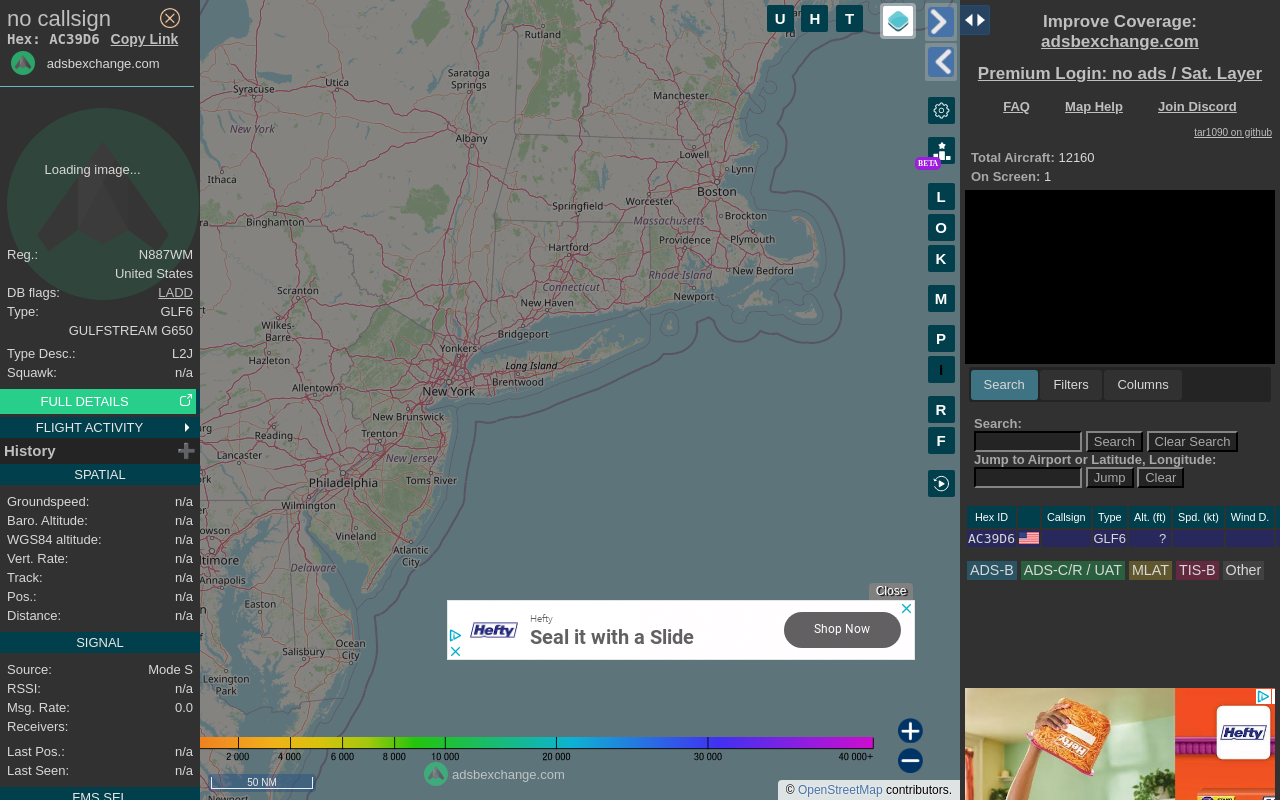 no callsign
Hex: AC39D6 Copy Link
adsbexchange.com
Loading image...
Reg.: N887WM
United States
DB flags: LADD
Type: GLF6
GULFSTREAM G650
Type Desc.: L2J
Squawk: n/a
FULL DETAILS
FLIGHT ACTIVITY
History
SPATIAL
Groundspeed: n/a
Baro. Altitude: n/a
WGS84 altitude: n/a
Vert. Rate: n/a
Track: n/a
Pos.: n/a
Distance: n/a
SIGNAL
Source: Mode S
RSSI: n/a
Msg. Rate: 0.0
Receivers:
Last Pos.: n/a
Last Seen: n/a
FMS SEL
Rutland
Saratoga
Springs
Utica
Syracuse
Manchester
New York
Albany
Lowell
Lynn
Ithaca
Boston
Worcester
Springfield
Brockton
Massachusetts
Binghamton
Plymouth
Providence
Hartford
New Bedford
Rhode Island
Connecticut
Scranton
Newport
New Haven
Wilkes-
Barre
Bridgeport
Yonkers
Hazleton
Long Island
Brentwood
Allentown
New York
New Brunswick
Trenton
Reading
Lancaster
New Jersey
Toms River
Philadelphia
Wilmington
Vineland
Atlantic
City
Delaware
Annapolis
Easton
Ocean
City
Salisbury
Lexington
Park
U H T
BETA
L
O
K
M
P
I
R
F
Close
Hefty
Hefty
Seal it with a Slide
Shop Now
2 000 4 000 6 000 8 000 10 000 20 000 30 000 40 000+
adsbexchange.com
50 NM
© OpenStreetMap contributors.
Improve Coverage:
adsbexchange.com
Premium Login: no ads / Sat. Layer
FAQ Map Help Join Discord
tar1090 on github
Total Aircraft: 12160
On Screen: 1
Search Filters Columns
Search:
Search Clear Search
Jump to Airport or Latitude, Longitude:
Jump Clear
Hex ID Callsign Type Alt. (ft) Spd. (kt) Wind D.
AC39D6 GLF6 ?
ADS-B ADS-C/R / UAT MLAT TIS-B Other
Hefty
Hefty